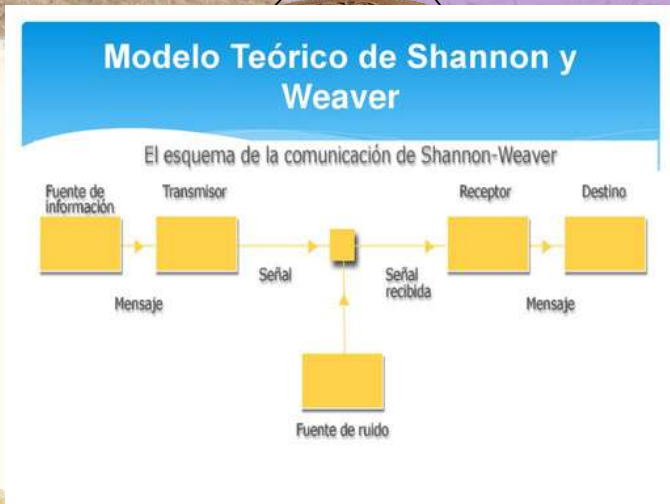 Modelo Teórico de Shannon y
Weaver
El esquema de la comunicación de Shannon-Weaver
Fuente de
información
Transmisor
Receptor
Destino
Señal
Señal
recibida
Mensaje
Mensaje
Fuente de ruido